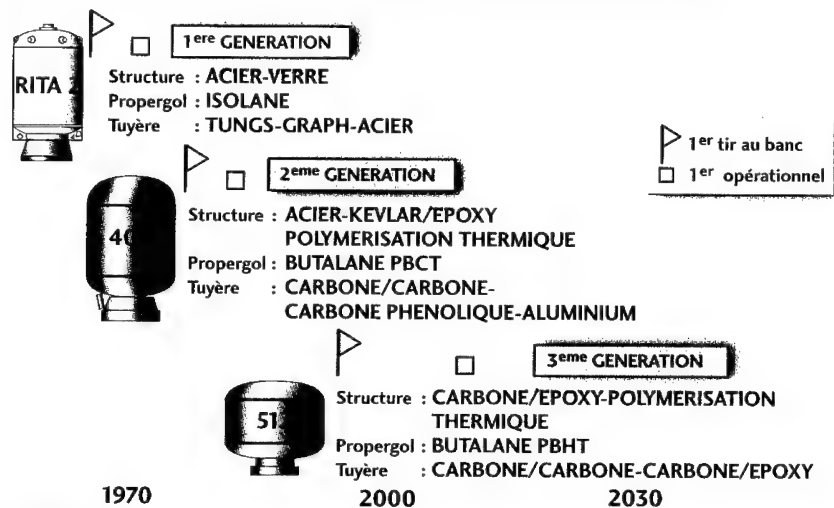 1ere GENERATION
RITA 2
Structure : ACIER-VERRE
Propergol : ISOLANE
Tuyère : TUNGS-GRAPH-ACIER
1er tir au banc
1er opérationnel
2eme GENERATION
40
Structure : ACIER-KEVLAR/EPOXY
POLYMERISATION THERMIQUE
Propergol : BUTALANE PBCT
Tuyère : CARBONE/CARBONE-
CARBONE PHENOLIQUE-ALUMINIUM
3eme GENERATION
51
Structure : CARBONE/EPOXY-POLYMERISATION
THERMIQUE
Propergol : BUTALANE PBHT
Tuyère : CARBONE/CARBONE-CARBONE/EPOXY
1970 2000 2030